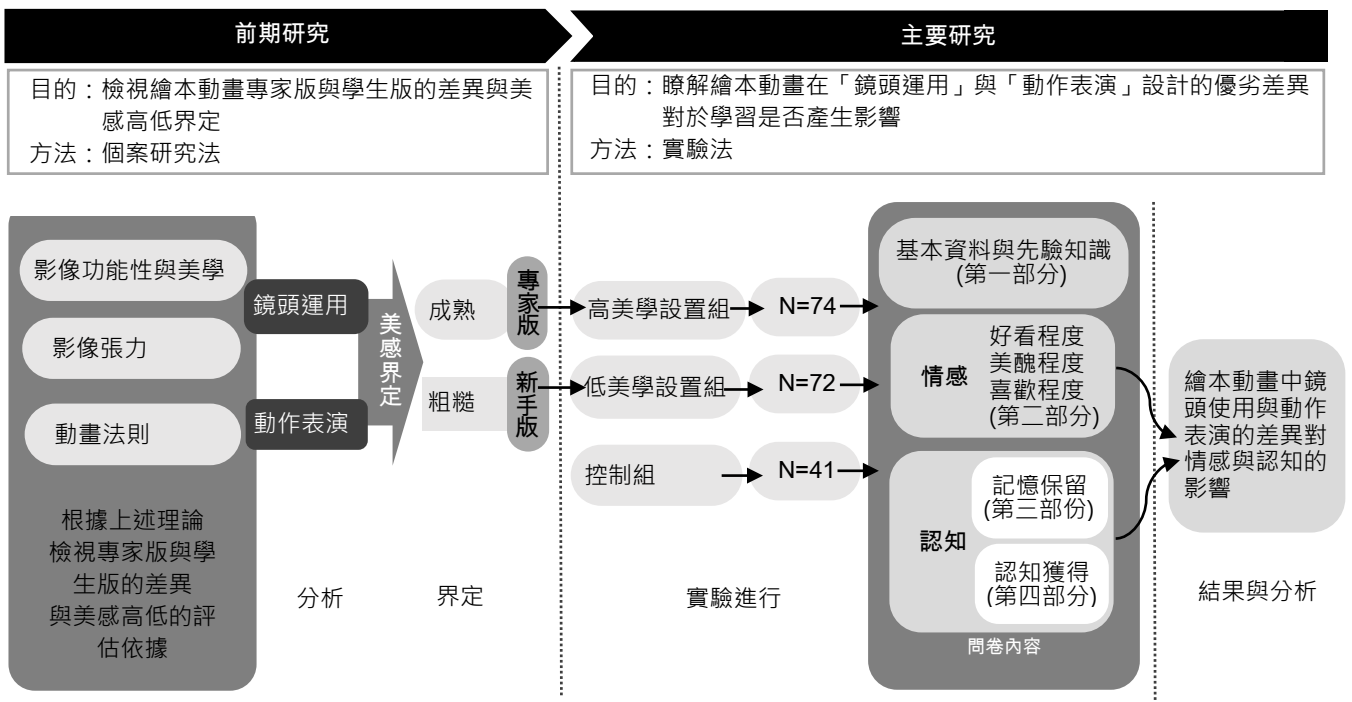 前期研究
主要研究
目的：檢視繪本動畫專家版與學生版的差異與美
感高低界定
方法：個案研究法
目的：瞭解繪本動畫在「鏡頭運用」與「動作表演」設計的優劣差異
對於學習是否產生影響
方法：實驗法
影像功能性與美學
影像張力
動畫法則
根據上述理論
檢視專家版與學
生版的差異
與美感高低的評
估依據
鏡頭運用
動作表演
分析
美感界定
成熟
粗糙
界定
專家版
新手版
高美學設置組
N=74
低美學設置組
N=72
控制組
N=41
實驗進行
基本資料與先驗知識
(第一部分)
情感
好看程度
美醜程度
喜歡程度
(第二部分)
認知
記憶保留
(第三部份)
認知獲得
(第四部分)
問卷內容
繪本動畫中鏡
頭使用與動作
表演的差異對
情感與認知的
影響
結果與分析